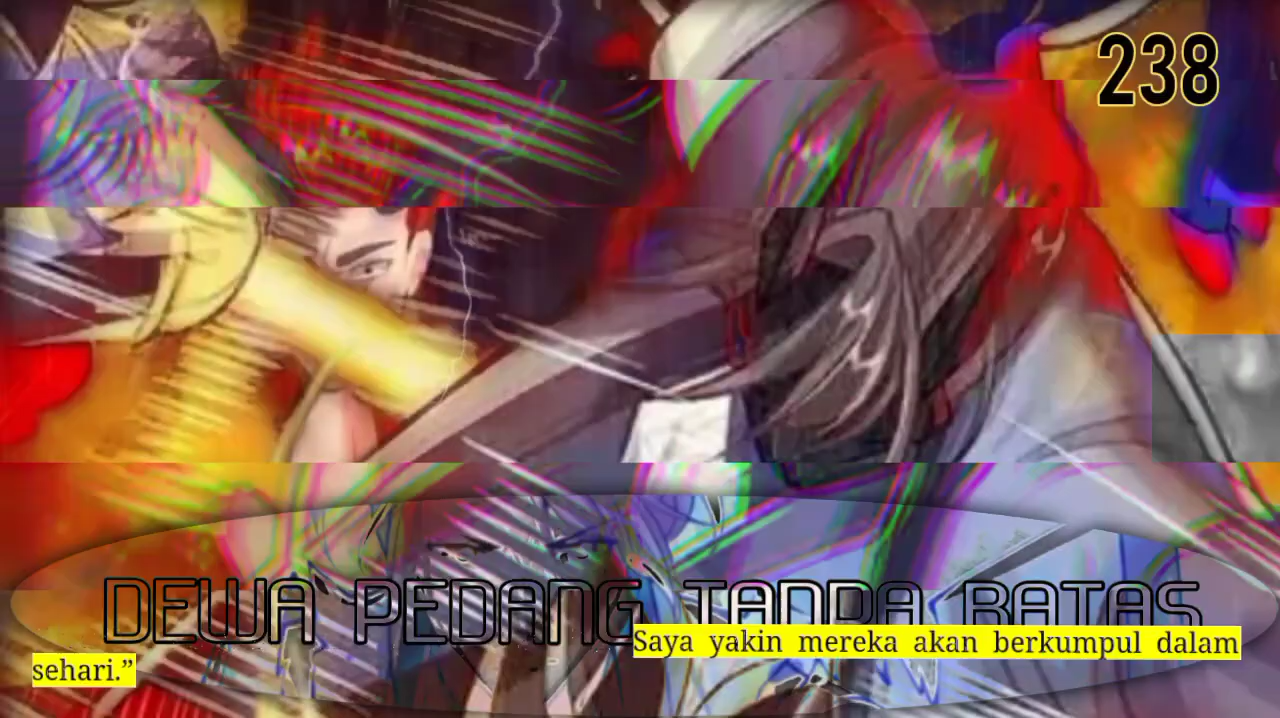 238
DEWA PEDANG TANPA BATAS
Saya yakin mereka akan berkumpul dalam
sehari.”